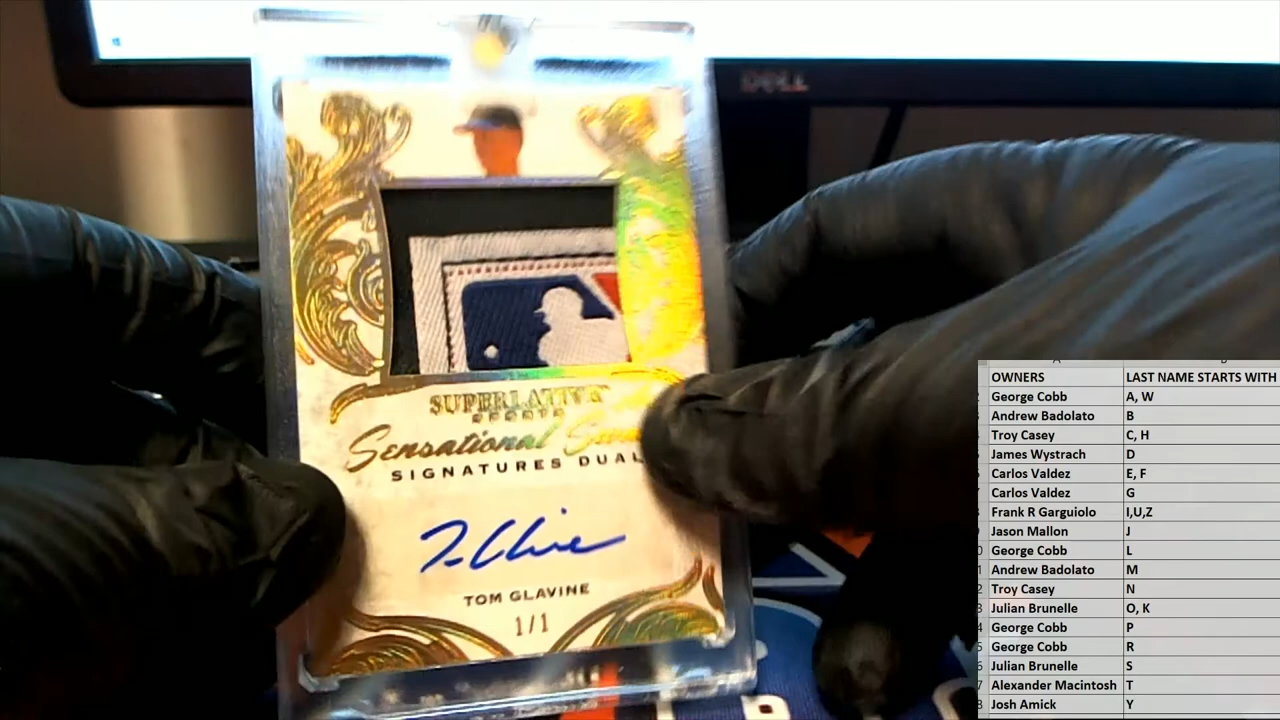 DELL
SUPERLATIVE
SPORTS
Sensational
SIGNATURES DUAL
TOM GLAVINE
1/1
OWNERS LAST NAME STARTS WITH
George Cobb A, W
Andrew Badolato B
Troy Casey C, H
James Wystrach D
Carlos Valdez E, F
Carlos Valdez G
Frank R Garguiolo I,U,Z
Jason Mallon J
George Cobb L
Andrew Badolato M
Troy Casey N
Julian Brunelle O, K
George Cobb P
George Cobb R
Julian Brunelle S
Alexander Macintosh T
Josh Amick Y